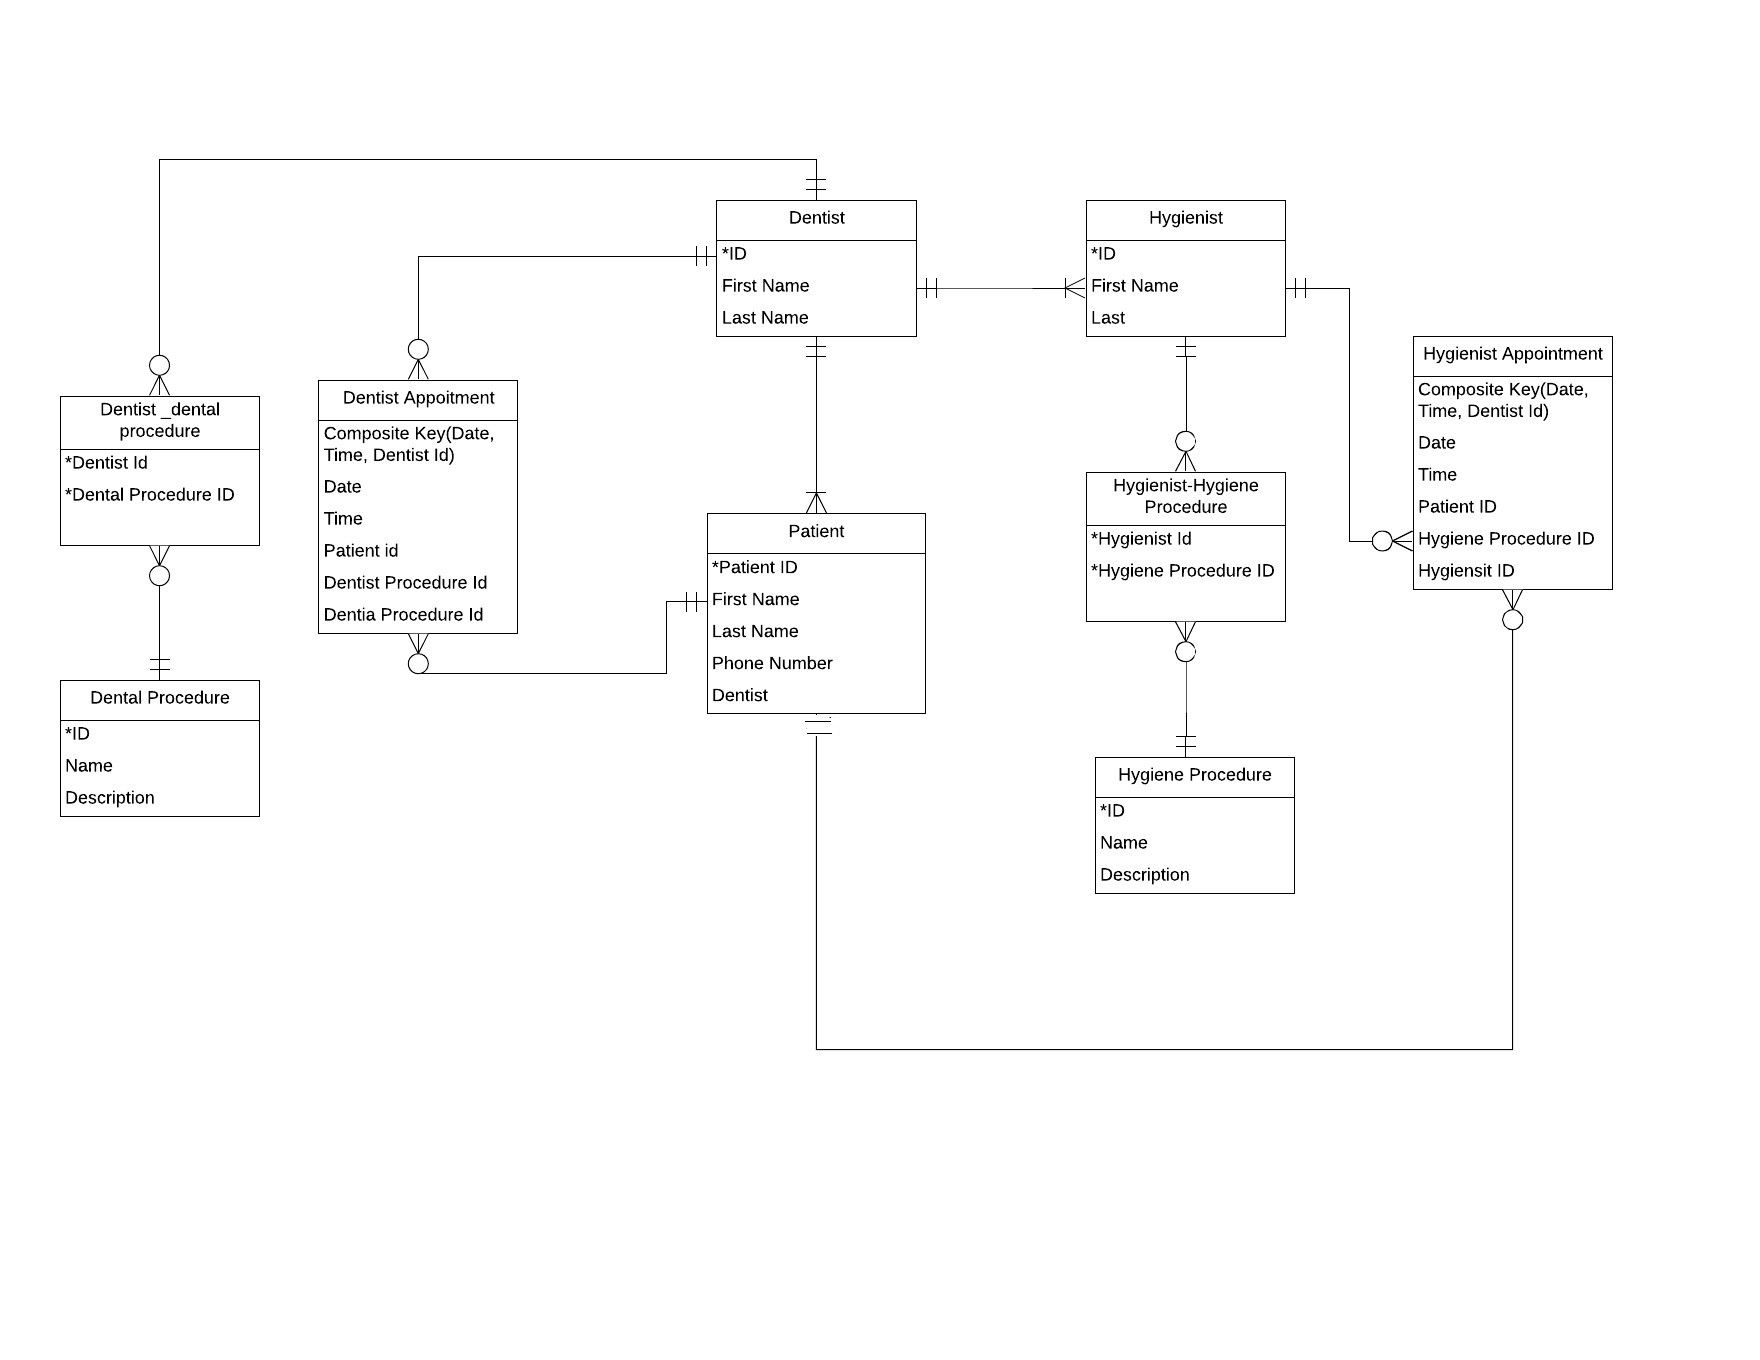 Dentist
*ID
First Name
Last Name
Hygienist
*ID
First Name
Last
Hygienist Appointment
Composite Key(Date,
Time, Dentist Id)
Date
Time
Patient ID
Hygiene Procedure ID
Hygiensit ID
Dentist _dental
procedure
*Dentist Id
*Dental Procedure ID
Dentist Appoitment
Composite Key(Date,
Time, Dentist Id)
Date
Time
Patient id
Dentist Procedure Id
Dentia Procedure Id
Patient
*Patient ID
First Name
Last Name
Phone Number
Dentist
Hygienist-Hygiene
Procedure
*Hygienist Id
*Hygiene Procedure ID
Dental Procedure
*ID
Name
Description
Hygiene Procedure
*ID
Name
Description